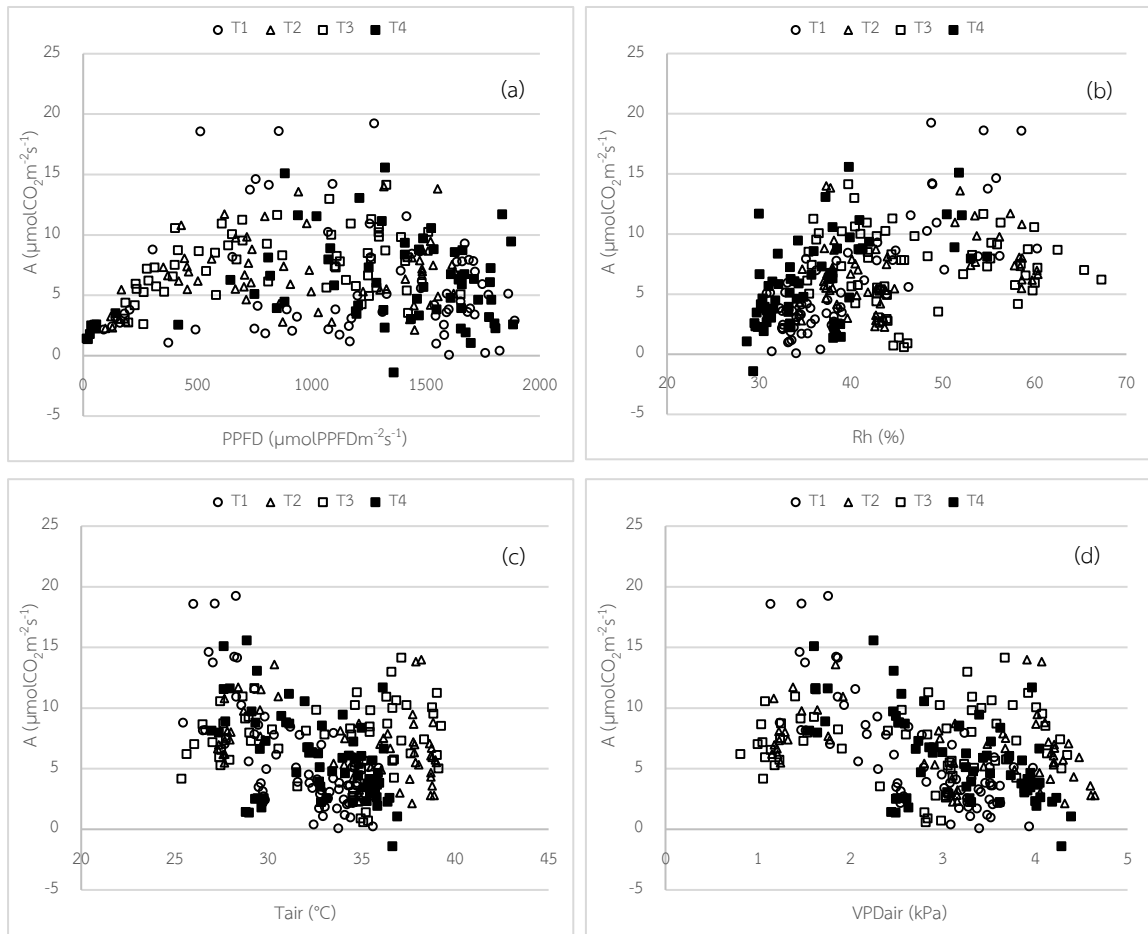 T1 T2 T3 T4
(a)
25
20
15
10
5
0
-5
A (µmolCO2m-2s-1)
0 500 1000 1500 2000
PPFD (µmolPPFDm-2s-1)
T1 T2 T3 T4
(b)
25
20
15
10
5
0
-5
A (µmolCO2m-2s-1)
20 30 40 50 60 70
Rh (%)
T1 T2 T3 T4
(c)
25
20
15
10
5
0
-5
A (µmolCO2m-2s-1)
20 25 30 35 40 45
Tair (°C)
T1 T2 T3 T4
(d)
25
20
15
10
5
0
-5
A (µmolCO2m-2s-1)
0 1 2 3 4 5
VPDair (kPa)